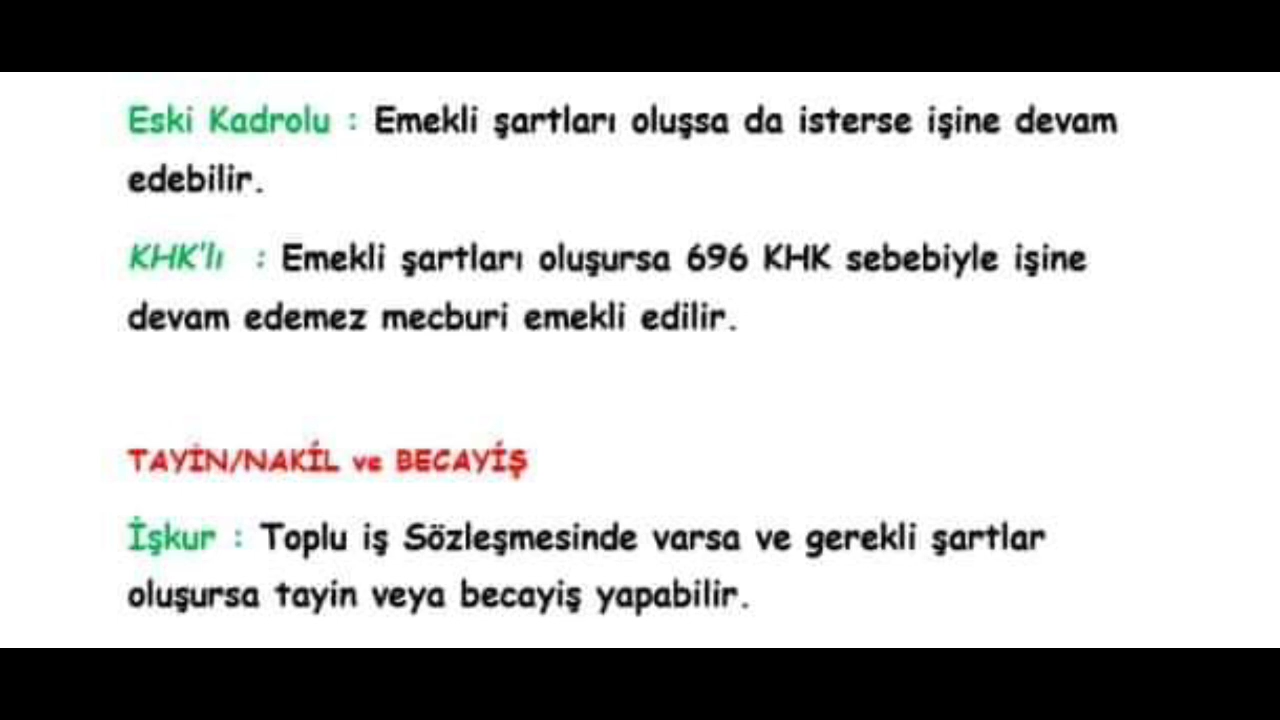 Eski Kadrolu : Emekli şartları oluşsa da isterse işine devam
edebilir.
KHK'lı : Emekli şartları oluşursa 696 KHK sebebiyle işine
devam edemez mecburi emekli edilir.
TAYİN/NAKİL ve BECAYİŞ
İşkur : Toplu iş Sözleşmesinde varsa ve gerekli şartlar
oluşursa tayin veya becayiş yapabilir.